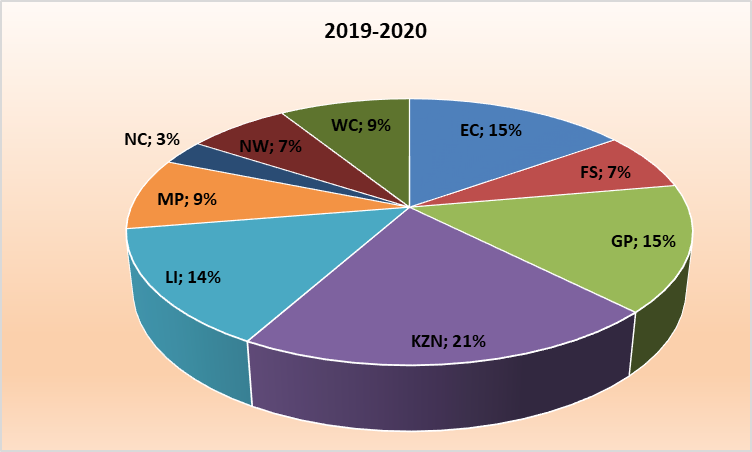 2019-2020
EC; 15%
FS; 7%
GP; 15%
KZN; 21%
LI; 14%
MP; 9%
NC; 3%
NW; 7%
WC; 9%